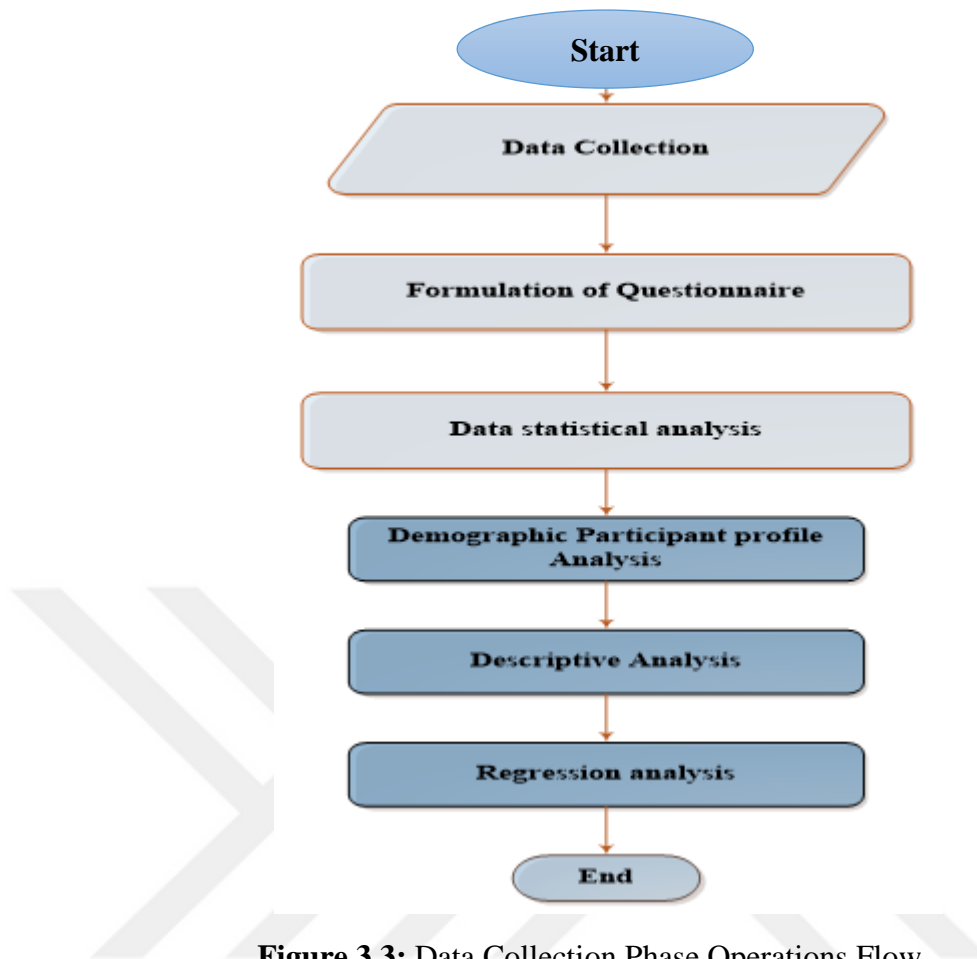 Start
Data Collection
Formulation of Questionnaire
Data statistical analysis
Demographic Participant profile
Analysis
Descriptive Analysis
Regression analysis
End
Figure 3.3: Data Collection Phase Operations Flow